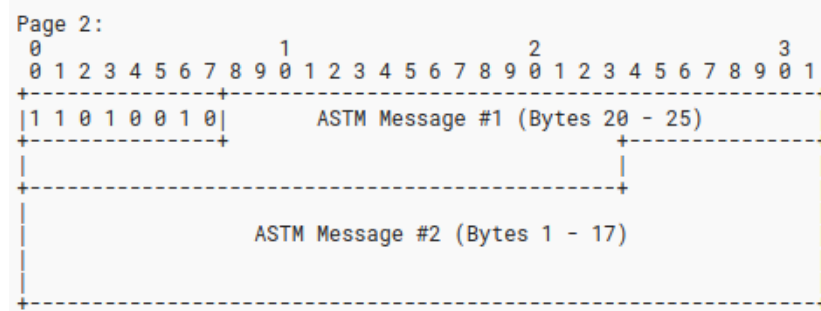 Page 2:
0 1 2 3
0 1 2 3 4 5 6 7 8 9 0 1 2 3 4 5 6 7 8 9 0 1 2 3 4 5 6 7 8 9 0 1
|1 1 0 1 0 0 1 0| ASTM Message #1 (Bytes 20 - 25)
ASTM Message #2 (Bytes 1 - 17)